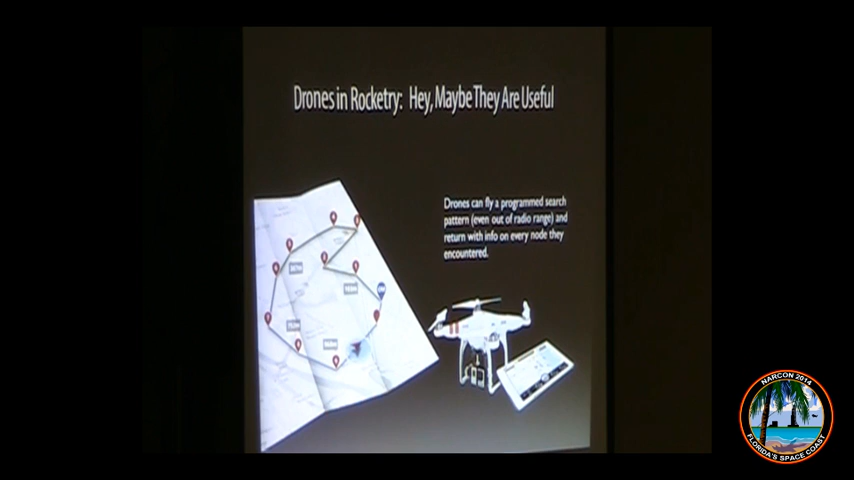 Drones in Rocketry: Hey, Maybe They Are Useful
Drones can fly a programmed search
pattern (even out of radio range) and
return with info on every node they
encountered.
NARCON 2014
FLORIDA'S SPACE COAST